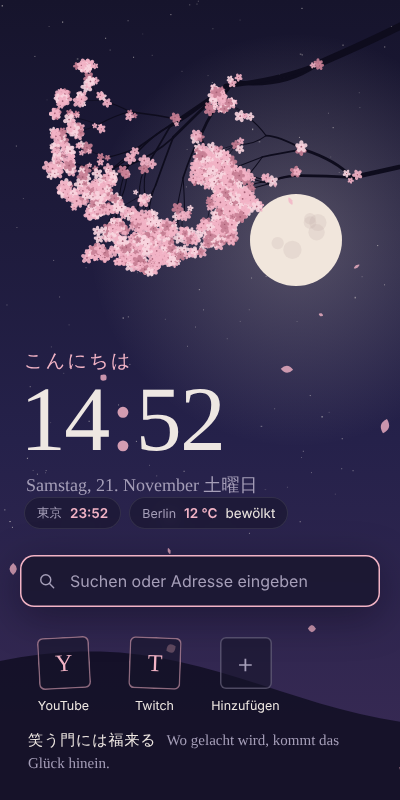 こんにちは
14:52
Samstag, 21. November 土曜日
東京 23:52 Berlin 12 °C bewölkt
Suchen oder Adresse eingeben
Y T +
YouTube Twitch Hinzufügen
笑う門には福来る Wo gelacht wird, kommt das
Glück hinein.